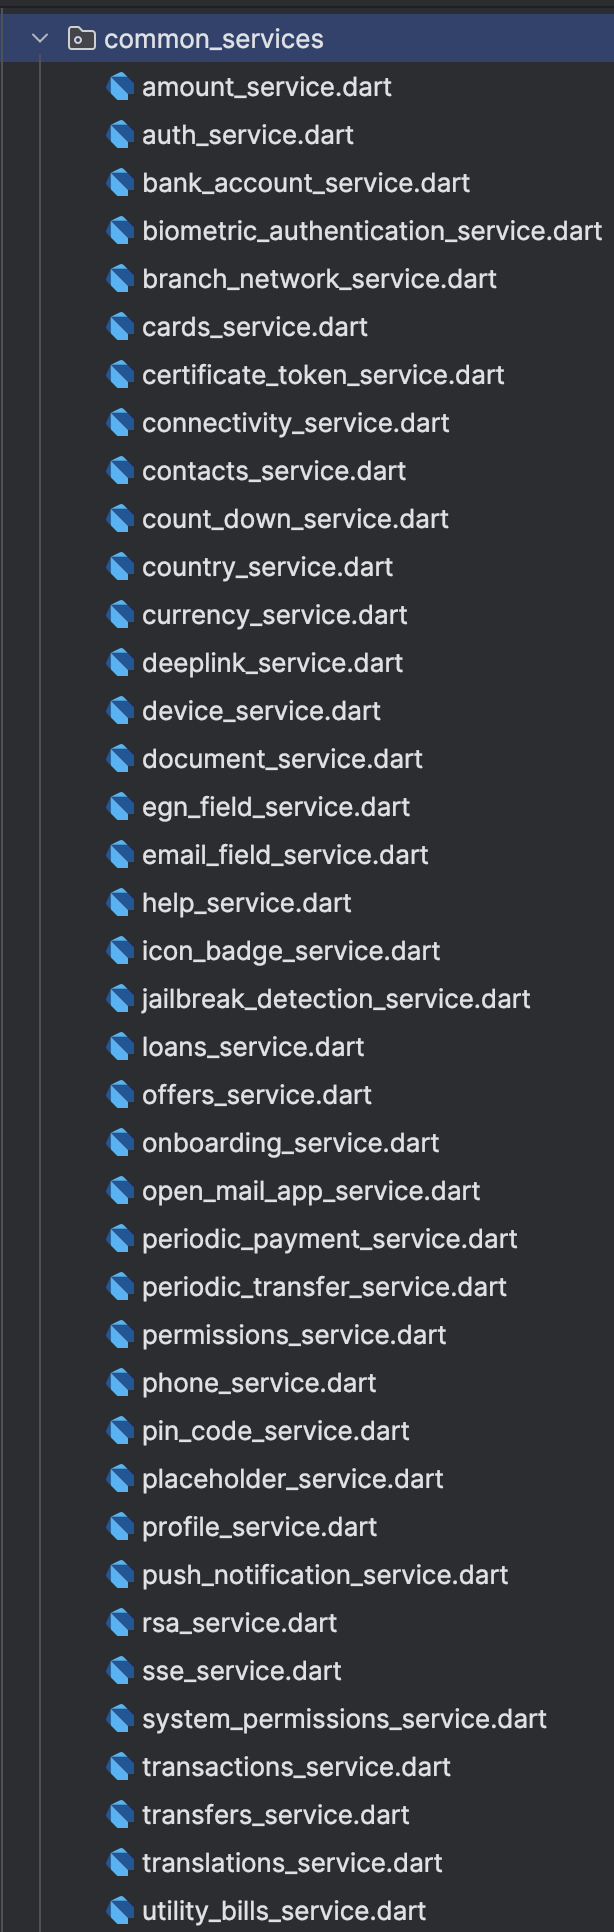 common_services
amount_service.dart
auth_service.dart
bank_account_service.dart
biometric_authentication_service.dart
branch_network_service.dart
cards_service.dart
certificate_token_service.dart
connectivity_service.dart
contacts_service.dart
count_down_service.dart
country_service.dart
currency_service.dart
deeplink_service.dart
device_service.dart
document_service.dart
egn_field_service.dart
email_field_service.dart
help_service.dart
icon_badge_service.dart
jailbreak_detection_service.dart
loans_service.dart
offers_service.dart
onboarding_service.dart
open_mail_app_service.dart
periodic_payment_service.dart
periodic_transfer_service.dart
permissions_service.dart
phone_service.dart
pin_code_service.dart
placeholder_service.dart
profile_service.dart
push_notification_service.dart
rsa_service.dart
sse_service.dart
system_permissions_service.dart
transactions_service.dart
transfers_service.dart
translations_service.dart
utility_bills_service.dart